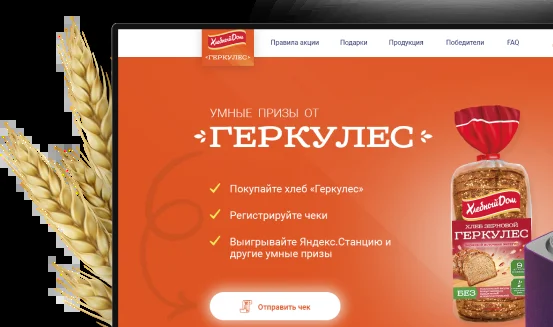 Хлебный Дом
ГЕРКУЛЕС
Правила акции
Подарки
Продукция
Победители
FAQ
УМНЫЕ ПРИЗЫ ОТ
ГЕРКУЛЕС
Покупайте хлеб «Геркулес»
Регистрируйте чеки
Выигрывайте Яндекс.Станцию и
другие умные призы
Отправить чек
Хлебный Дом
ХЛЕБ ЗЕРНОВОЙ
ГЕРКУЛЕС
БЕЗ